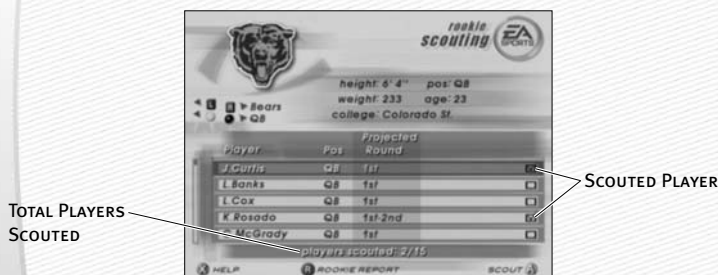 rookie
scouting
EA
SPORTS
height: 6' 4" pos: QB
weight: 233 age: 23
college: Colorado St.
L R Bears
QB
Player Pos Projected Round
J.Curtis QB 1st
L.Banks QB 1st
L.Cox QB 1st
K.Rosado QB 1st-2nd
C.McGrady QB 1st
players scouted: 2/15
X HELP R ROOKIE REPORT SCOUT A
SCOUTED PLAYER
TOTAL PLAYERS
SCOUTED